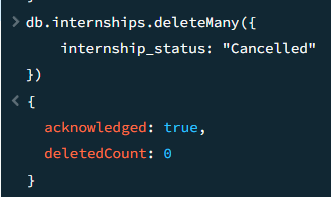 > db.internships.deleteMany({
    internship_status: "Cancelled"
})
< {
  acknowledged: true,
  deletedCount: 0
}